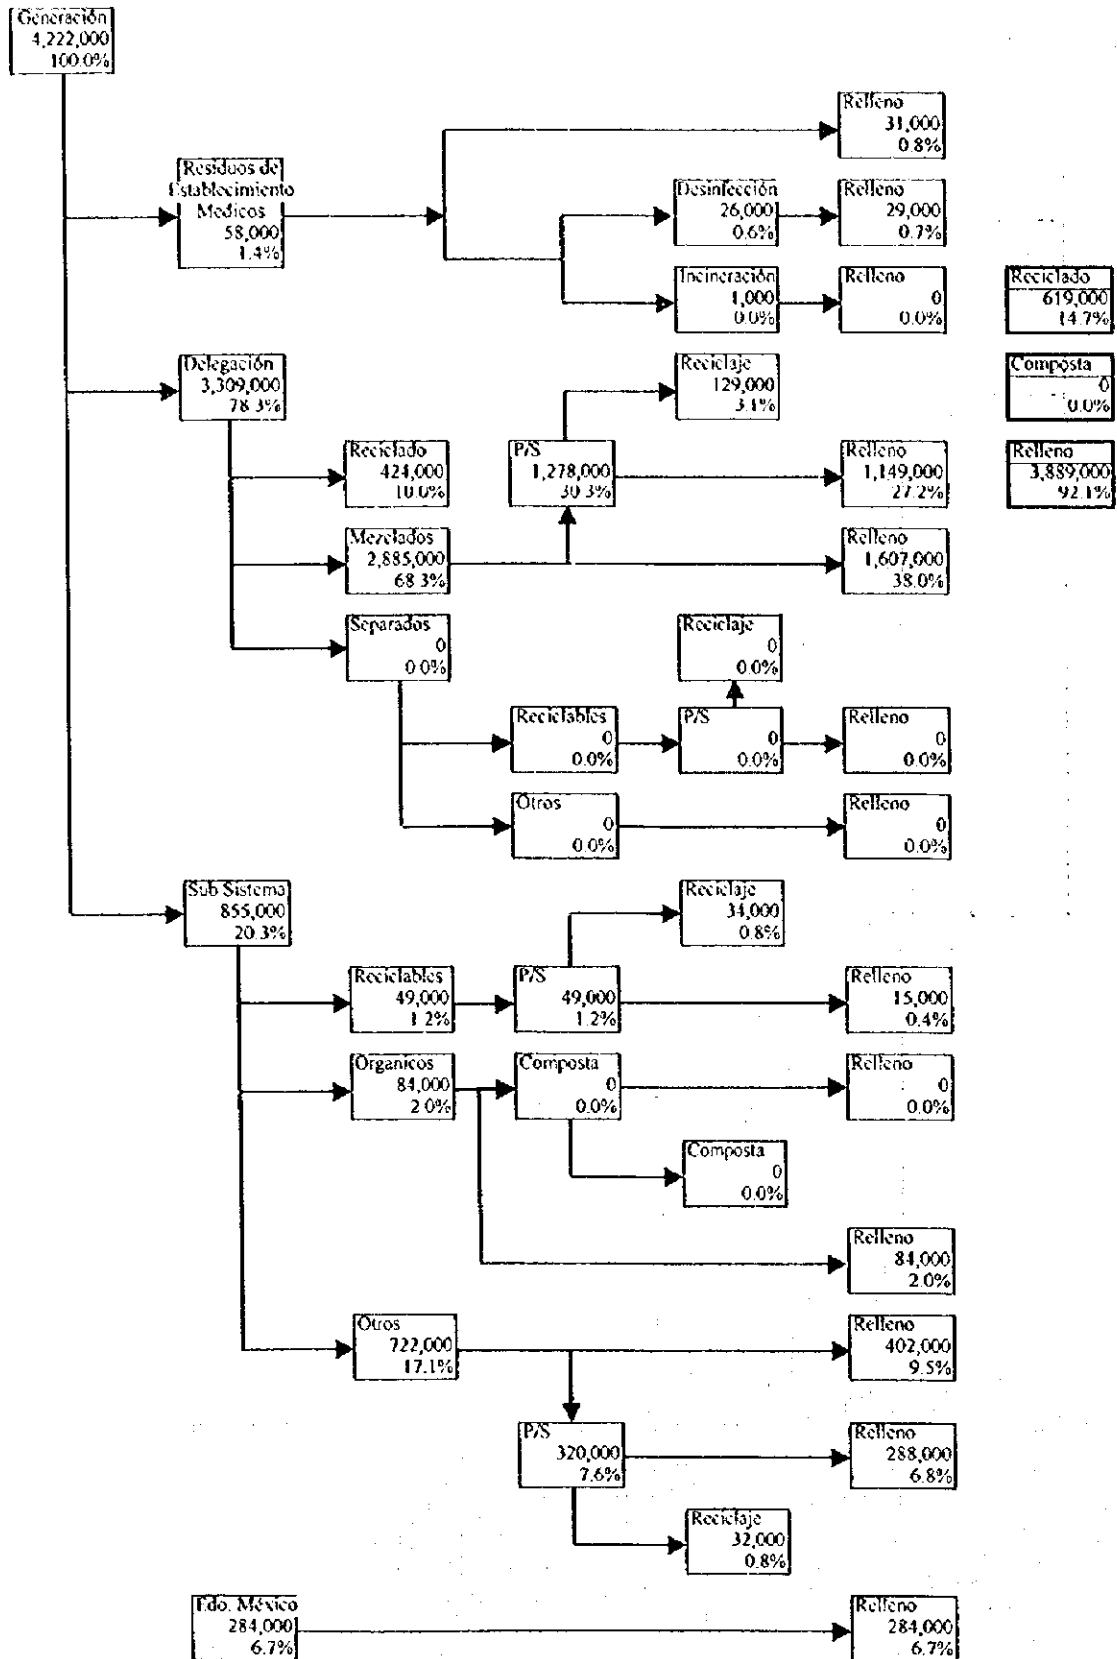 Generación
4,222,000
100.0%
Relleno
31,000
0.8%
Resíduos de
Establecimiento
Medicos
58,000
1.4%
Desinfección
26,000
0.6%
Relleno
29,000
0.7%
Incineración
1,000
0.0%
Relleno
0
0.0%
Reciclado
619,000
14.7%
Delegación
3,309,000
78.3%
Reciclaje
129,000
3.1%
Composta
0
0.0%
Reciclado
424,000
10.0%
P/S
1,278,000
30.3%
Relleno
1,149,000
27.2%
Relleno
3,889,000
92.1%
Mezclados
2,885,000
68.3%
Relleno
1,607,000
38.0%
Separados
0
0.0%
Reciclaje
0
0.0%
Reciclables
0
0.0%
P/S
0
0.0%
Relleno
0
0.0%
Otros
0
0.0%
Relleno
0
0.0%
Sub Sistema
855,000
20.3%
Reciclaje
34,000
0.8%
Reciclables
49,000
1.2%
P/S
49,000
1.2%
Relleno
15,000
0.4%
Organicos
84,000
2.0%
Composta
0
0.0%
Relleno
0
0.0%
Composta
0
0.0%
Relleno
84,000
2.0%
Otros
722,000
17.1%
Relleno
402,000
9.5%
P/S
320,000
7.6%
Relleno
288,000
6.8%
Reciclaje
32,000
0.8%
Edo. México
284,000
6.7%
Relleno
284,000
6.7%